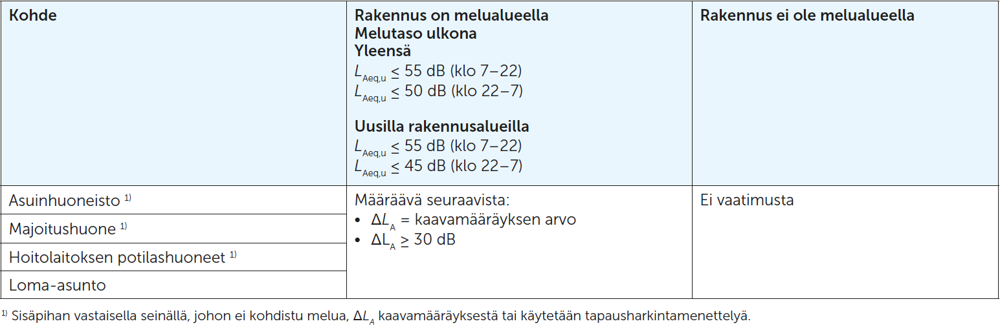 Kohde
Rakennus on melualueella
Melutaso ulkona
Yleensä
LAeq,u ≤ 55 dB (klo 7–22)
LAeq,u ≤ 50 dB (klo 22–7)
Uusilla rakennusalueilla
LAeq,u ≤ 55 dB (klo 7–22)
LAeq,u ≤ 45 dB (klo 22–7)
Rakennus ei ole melualueella
Asuinhuoneisto 1)
Majoitushuone 1)
Hoitolaitoksen potilashuoneet 1)
Loma-asunto
Määräävä seuraavista:
• ΔLA = kaavamääräyksen arvo
• ΔLA ≥ 30 dB
Ei vaatimusta
1) Sisäpihan vastaisella seinällä, johon ei kohdistu melua, ΔLA kaavamääräyksestä tai käytetään tapausharkintamenettelyä.